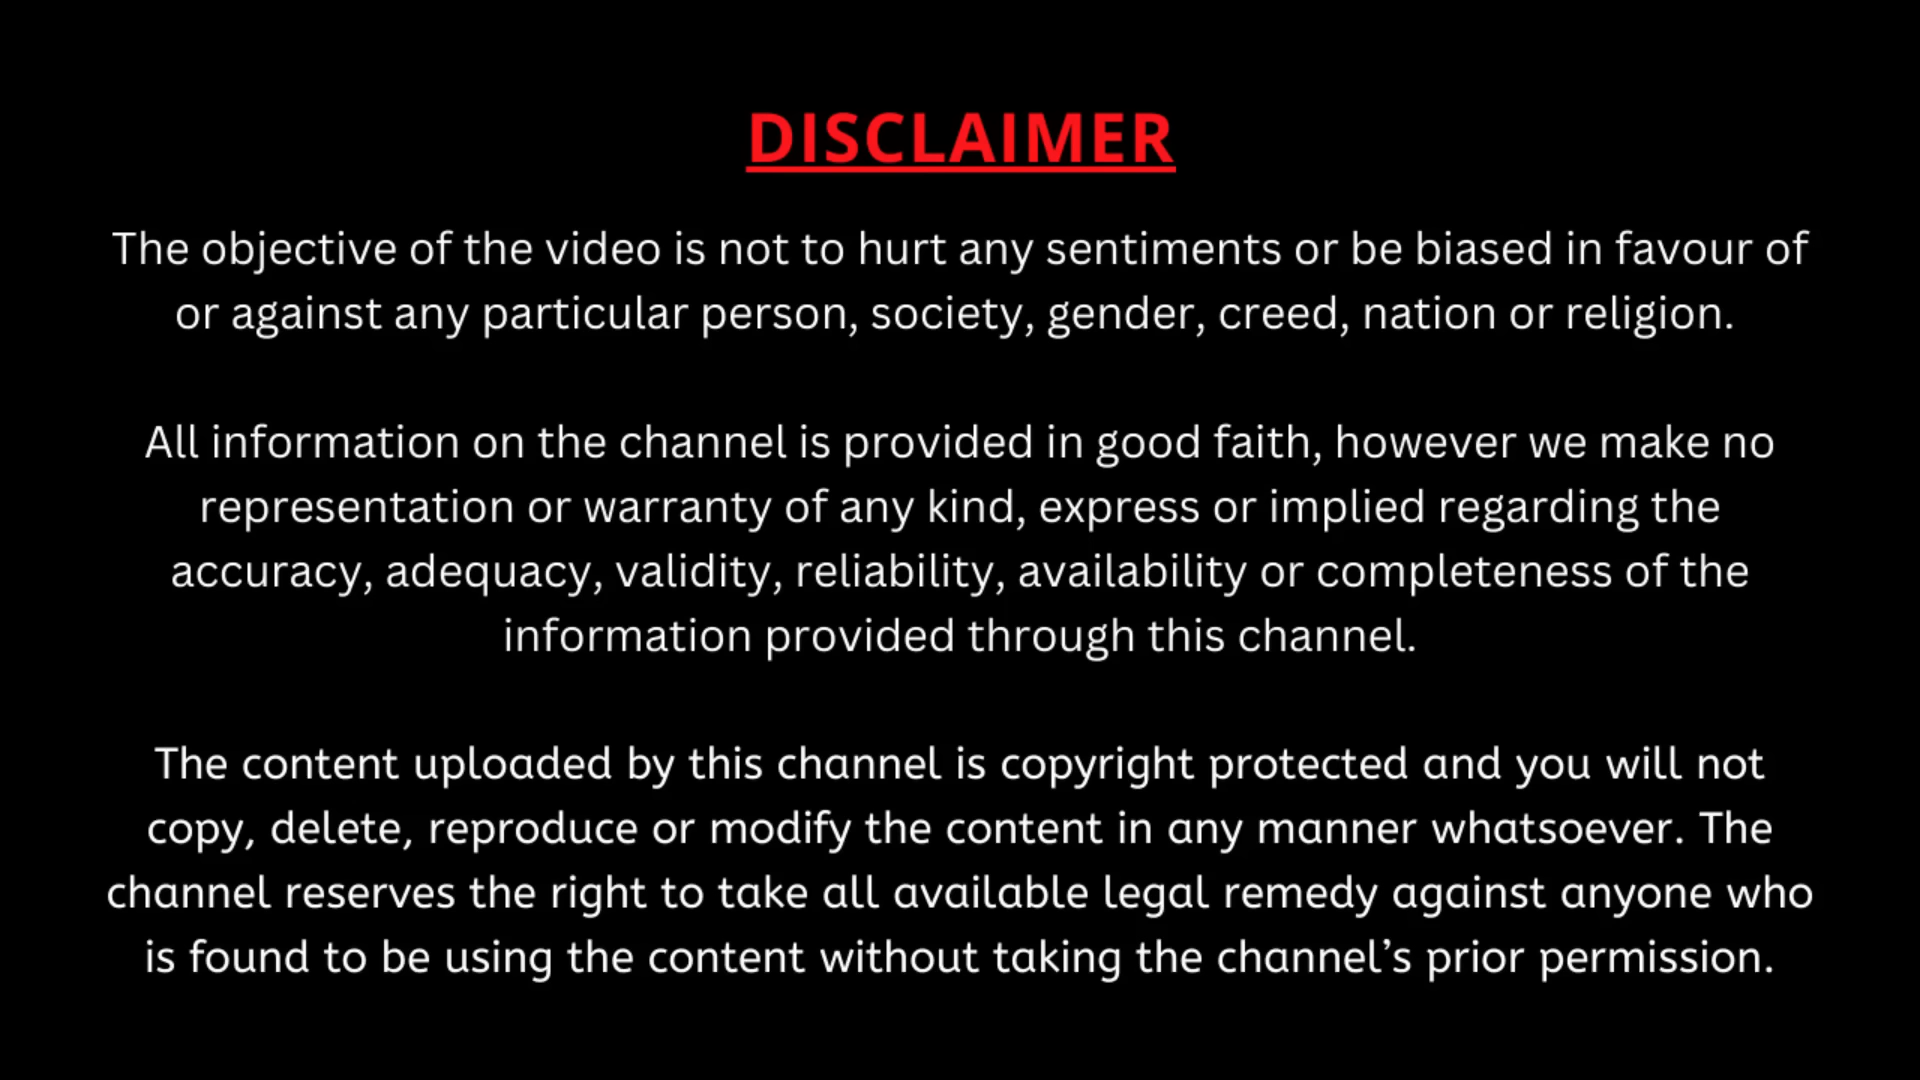 DISCLAIMER
The objective of the video is not to hurt any sentiments or be biased in favour of
or against any particular person, society, gender, creed, nation or religion.
All information on the channel is provided in good faith, however we make no
representation or warranty of any kind, express or implied regarding the
accuracy, adequacy, validity, reliability, availability or completeness of the
information provided through this channel.
The content uploaded by this channel is copyright protected and you will not
copy, delete, reproduce or modify the content in any manner whatsoever. The
channel reserves the right to take all available legal remedy against anyone who
is found to be using the content without taking the channel’s prior permission.